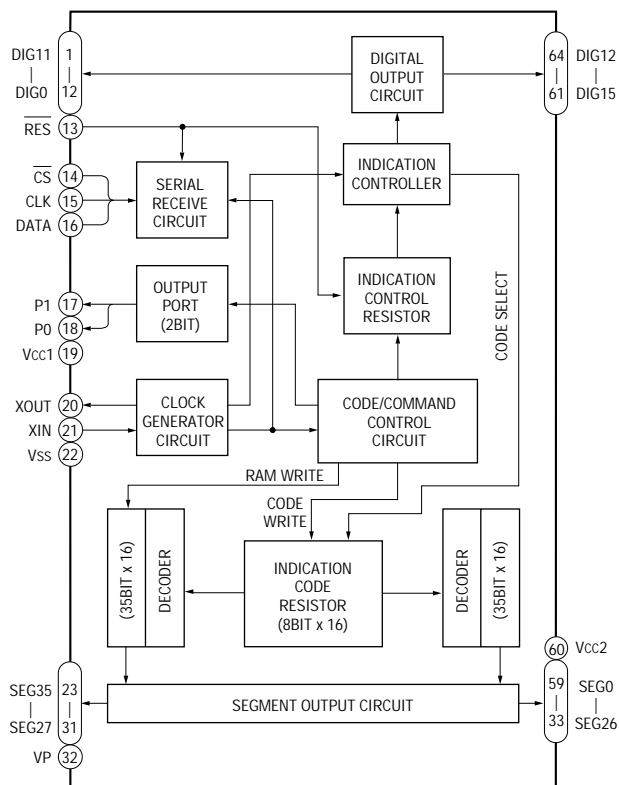 DIG11
|
DIG0
1
|
12
DIGITAL
OUTPUT
CIRCUIT
64
|
61
DIG12
|
DIG15
RES
13
CS
14
CLK
15
DATA
16
SERIAL
RECEIVE
CIRCUIT
INDICATION
CONTROLLER
P1
17
P0
18
VCC1
19
OUTPUT
PORT
(2BIT)
INDICATION
CONTROL
RESISTOR
CODE SELECT
XOUT
20
XIN
21
VSS
22
CLOCK
GENERATOR
CIRCUIT
CODE/COMMAND
CONTROL
CIRCUIT
RAM WRITE
CODE
WRITE
(35BIT x 16)
DECODER
INDICATION
CODE
RESISTOR
(8BIT x 16)
DECODER
(35BIT x 16)
60
VCC2
SEG35
|
SEG27
23
|
31
SEGMENT OUTPUT CIRCUIT
59
|
33
SEG0
|
SEG26
VP
32